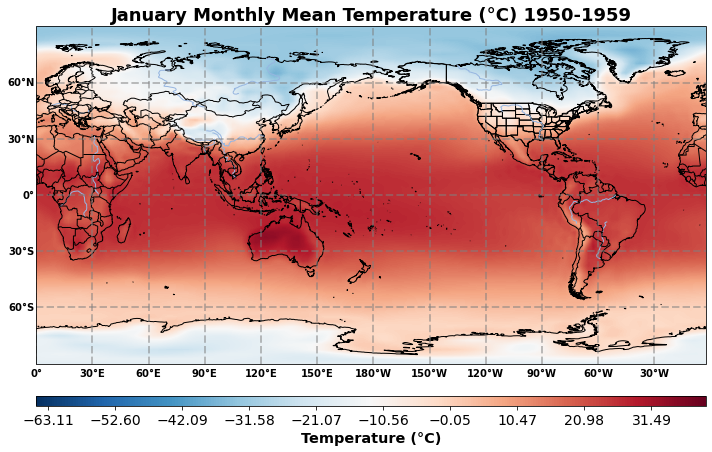 January Monthly Mean Temperature (°C) 1950-1959
60°N
30°N
0°
30°S
60°S
0° 30°E 60°E 90°E 120°E 150°E 180°W 150°W 120°W 90°W 60°W 30°W
−63.11 −52.60 −42.09 −31.58 −21.07 −10.56 −0.05 10.47 20.98 31.49
Temperature (°C)